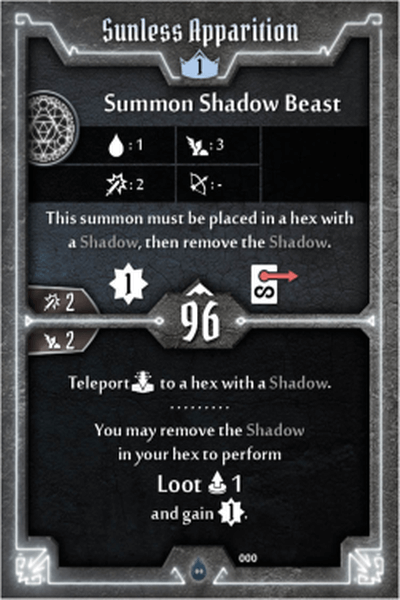 Sunless Apparition
1
Summon Shadow Beast
: 1
: 3
: 2
: -
This summon must be placed in a hex with
a Shadow, then remove the Shadow.
1
2
96
2
Teleport to a hex with a Shadow.
You may remove the Shadow
in your hex to perform
Loot 1
and gain 1.
000